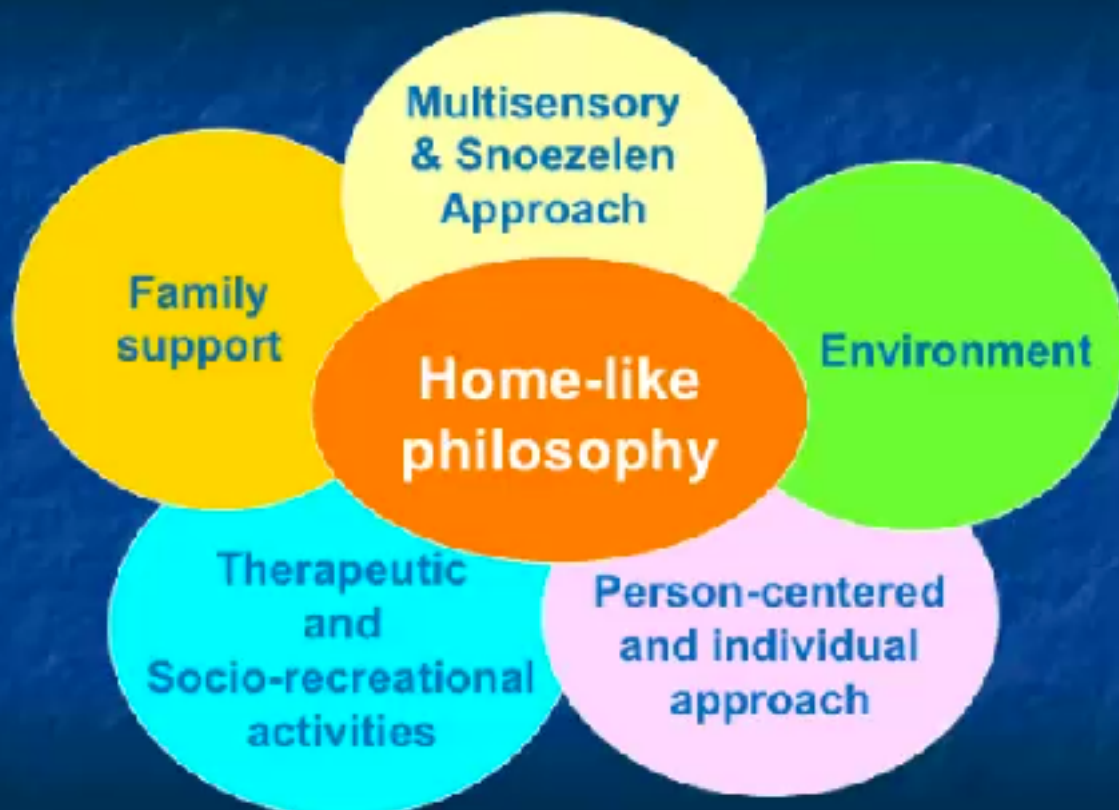 Multisensory
& Snoezelen
Approach
Family
support
Environment
Home-like
philosophy
Therapeutic
and
Socio-recreational
activities
Person-centered
and individual
approach